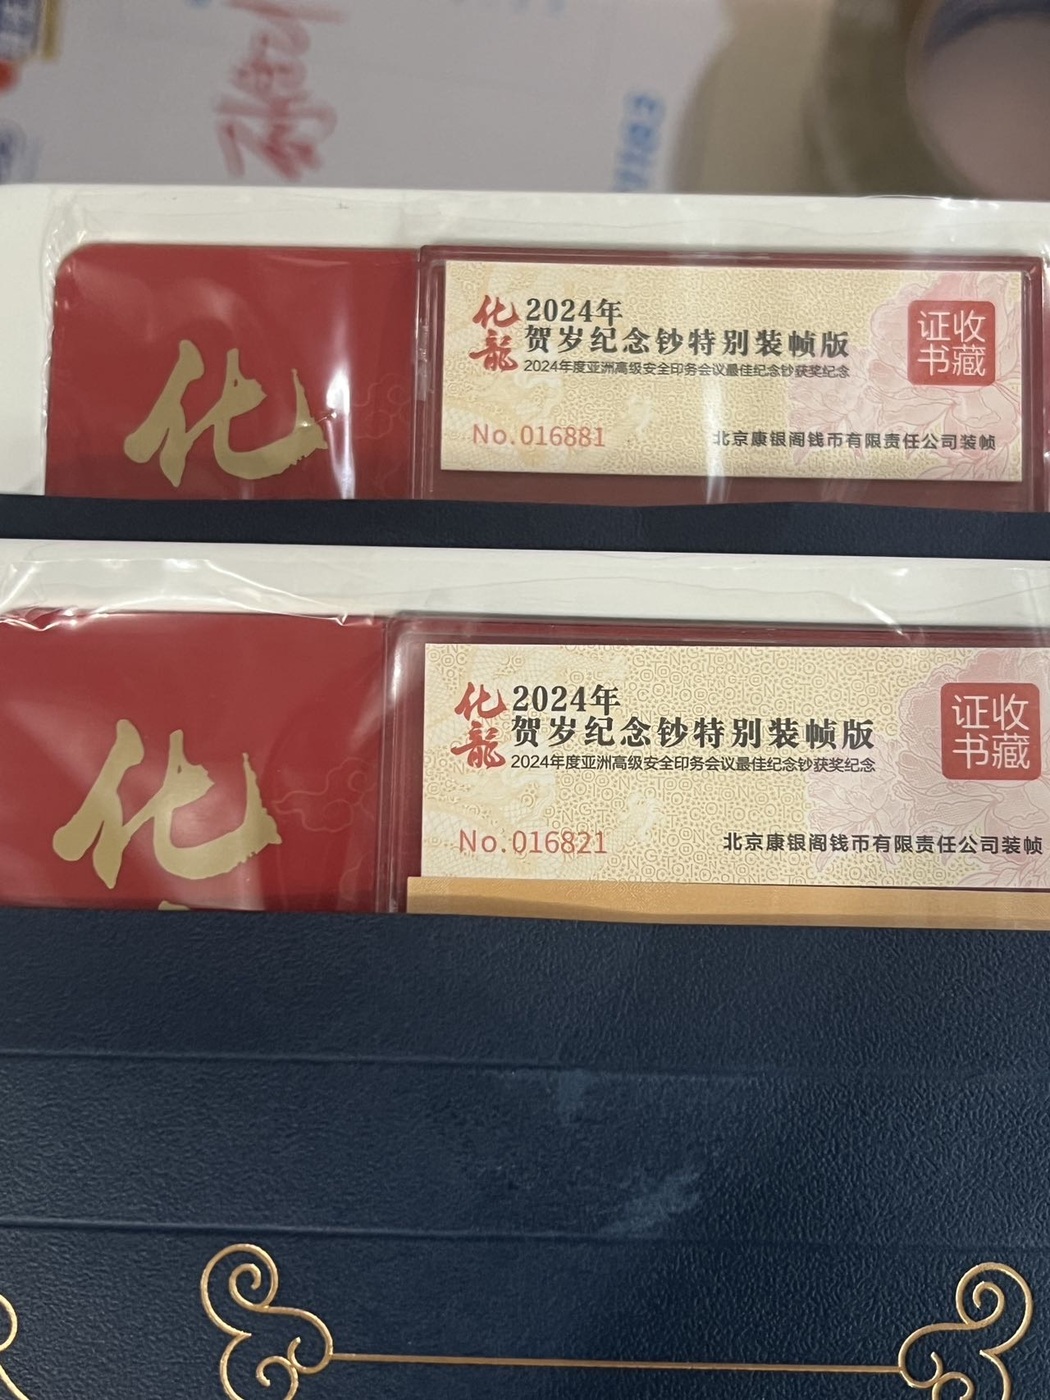 化
化龍
2024年
贺岁纪念钞特别装帧版
2024年度亚洲高级安全印务会议最佳纪念钞获奖纪念
收藏证书
No.016881
北京康银阁钱币有限责任公司装帧
化
化龍
2024年
贺岁纪念钞特别装帧版
2024年度亚洲高级安全印务会议最佳纪念钞获奖纪念
收藏证书
No.016821
北京康银阁钱币有限责任公司装帧